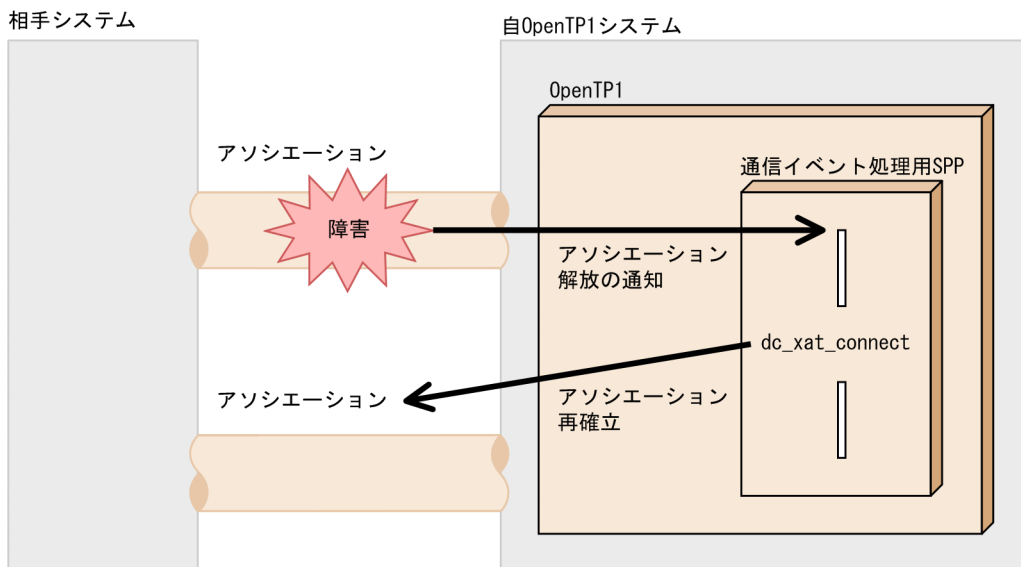 相手システム
自OpenTP1システム
OpenTP1
アソシエーション
通信イベント処理用SPP
障害
アソシエーション
解放の通知
dc_xat_connect
アソシエーション
アソシエーション
再確立